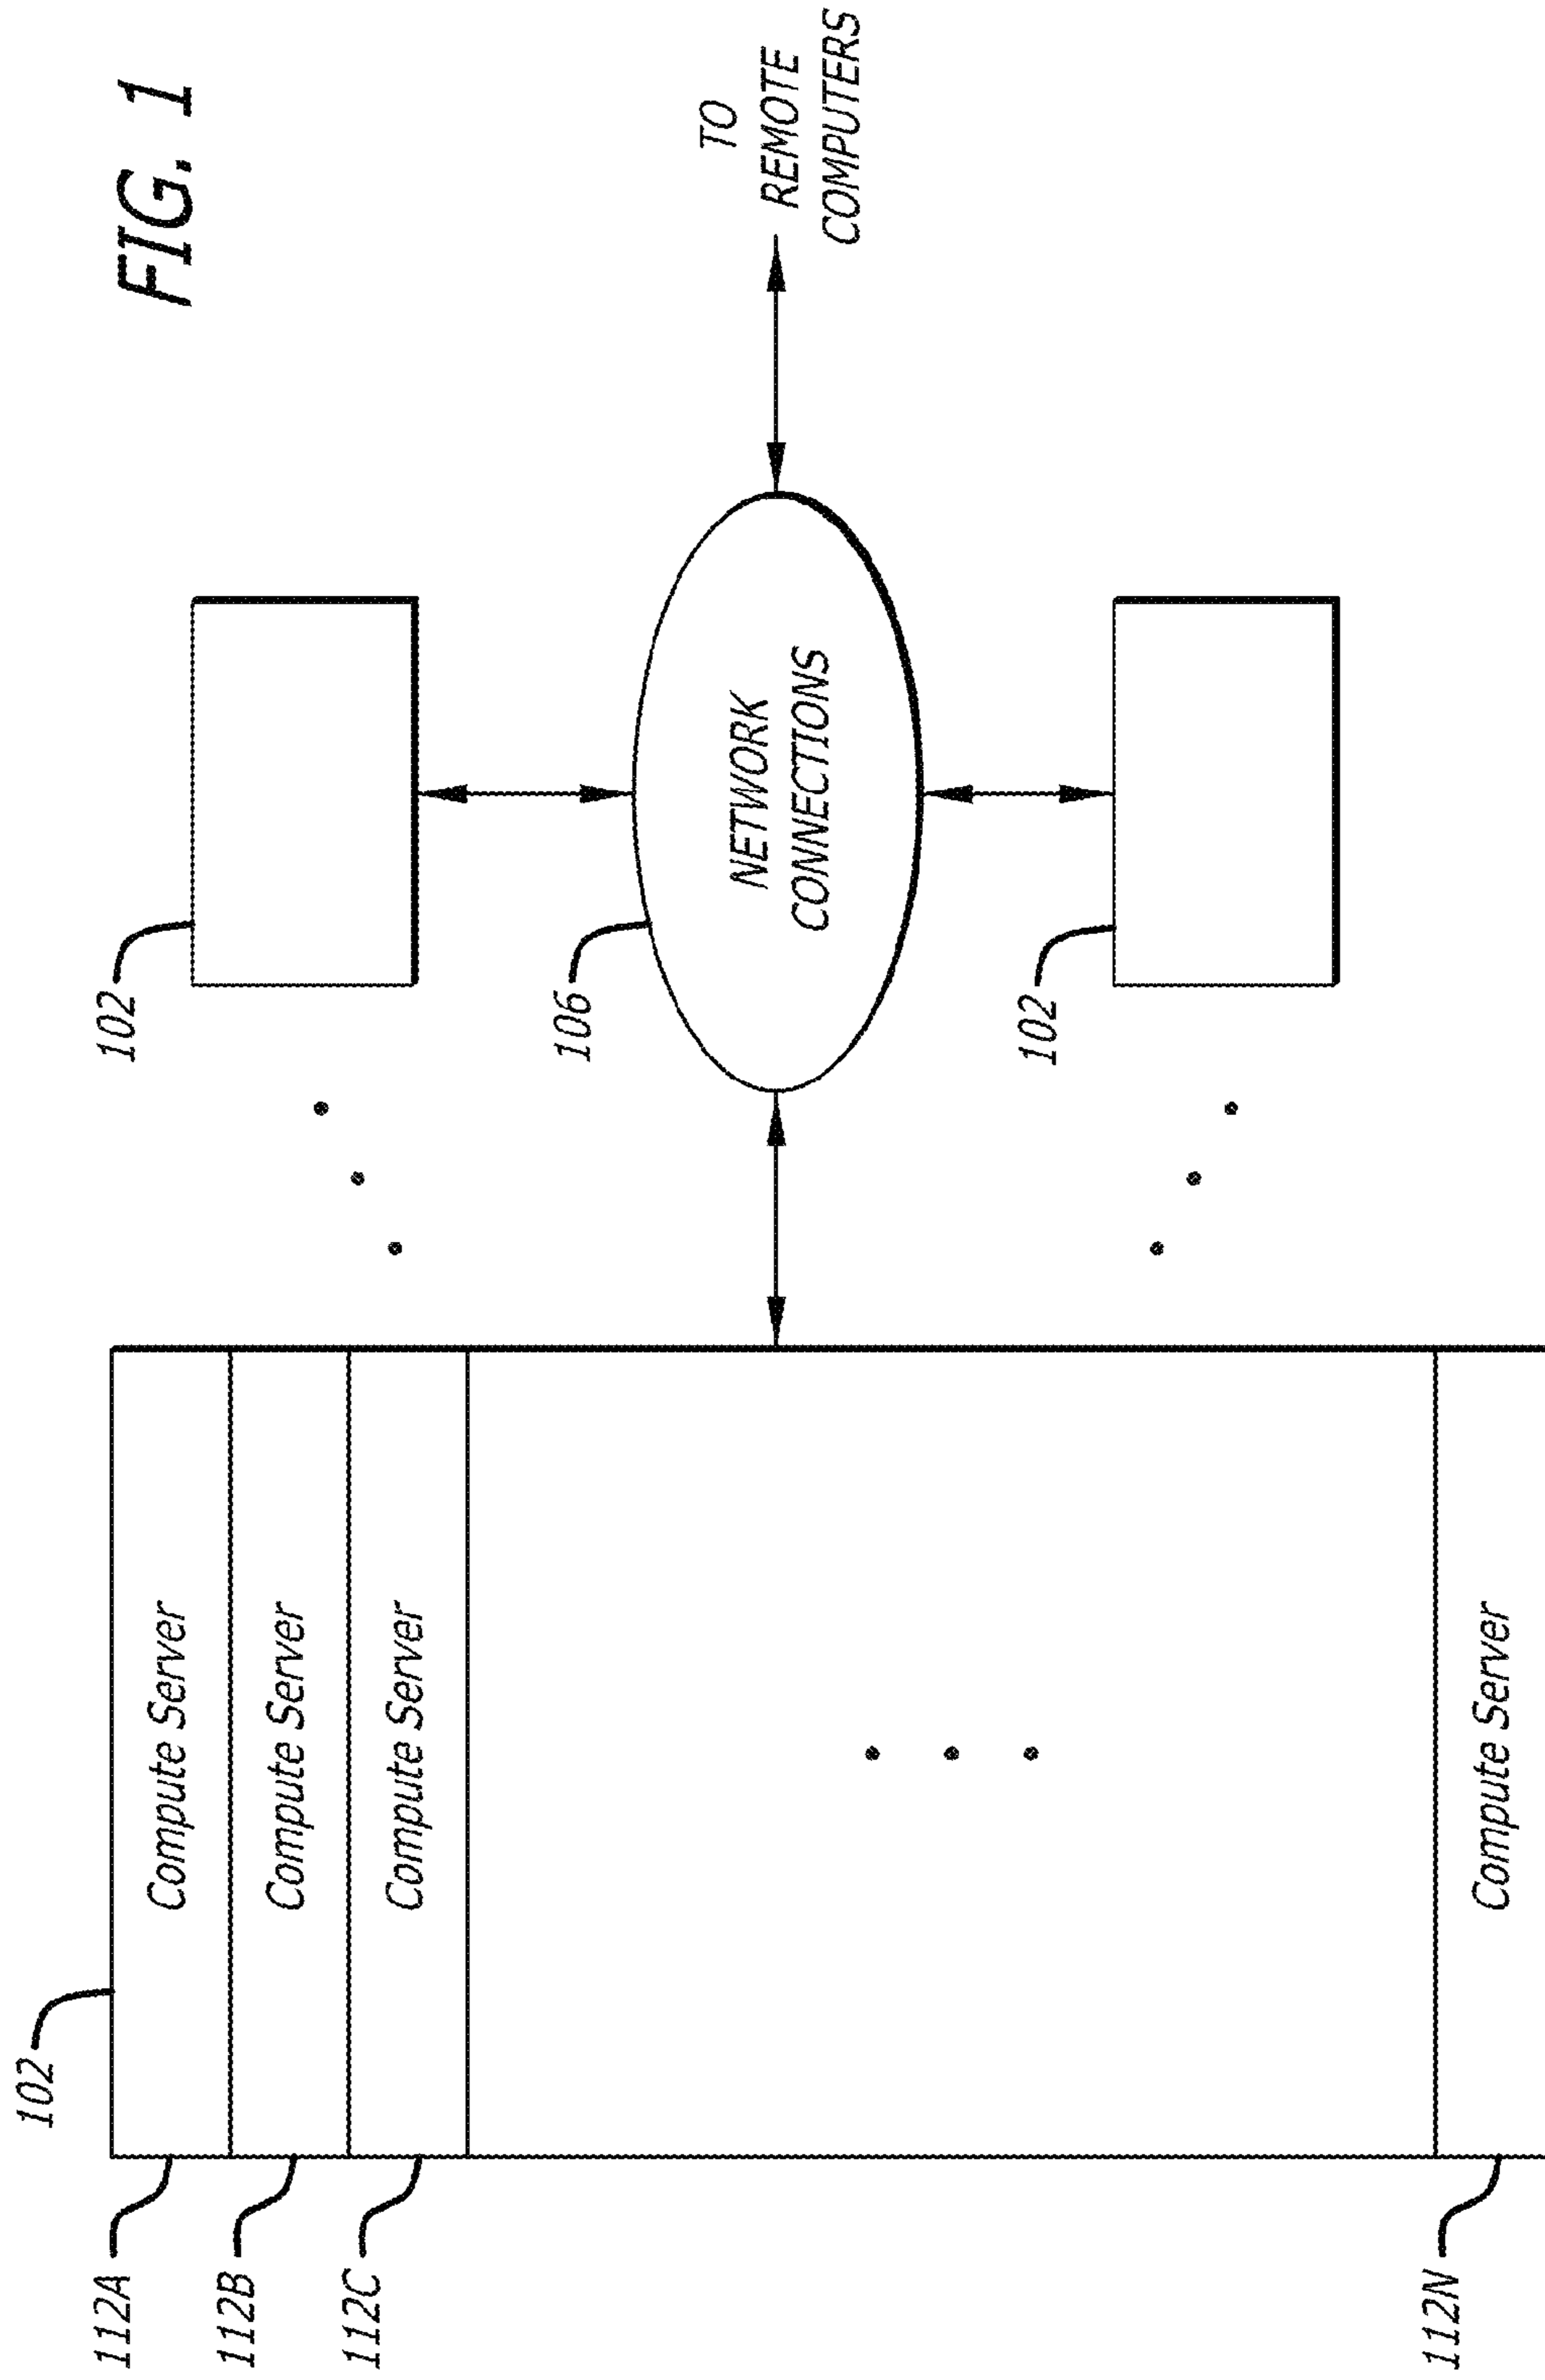 FIG. 1
102
112A
Compute Server
112B
Compute Server
112C
Compute Server
112N
Compute Server
102
106
NETWORK
CONNECTIONS
102
TO
REMOTE
COMPUTERS